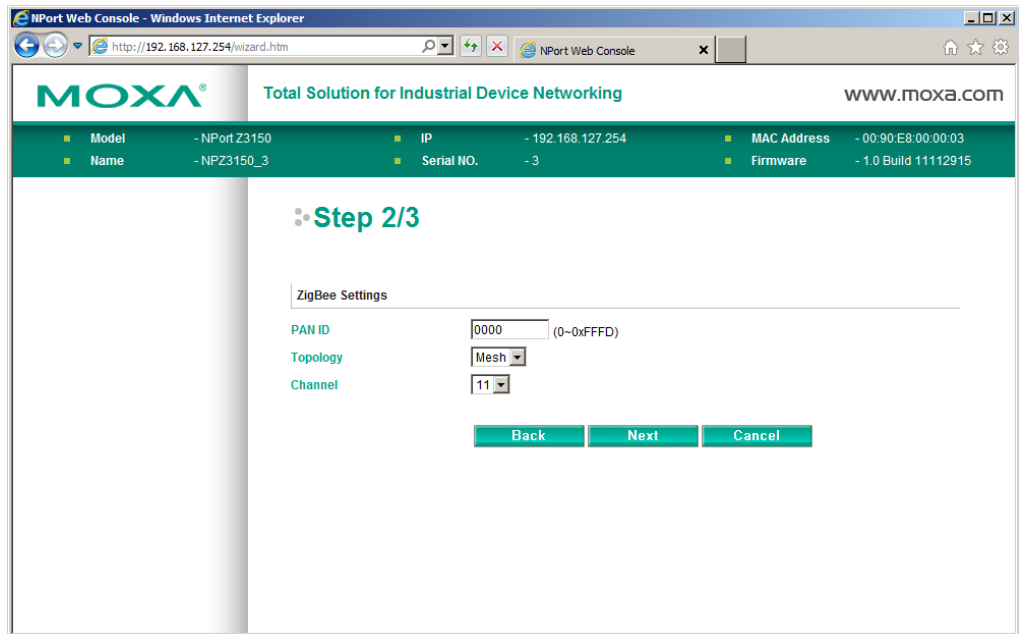 NPort Web Console - Windows Internet Explorer
http://192.168.127.254/wizard.htm NPort Web Console
MOXA® Total Solution for Industrial Device Networking www.moxa.com
Model - NPort Z3150 IP - 192.168.127.254 MAC Address - 00:90:E8:00:00:03
Name - NPZ3150_3 Serial NO. - 3 Firmware - 1.0 Build 11112915
Step 2/3
ZigBee Settings
PAN ID 0000 (0~0xFFFD)
Topology Mesh
Channel 11
Back Next Cancel